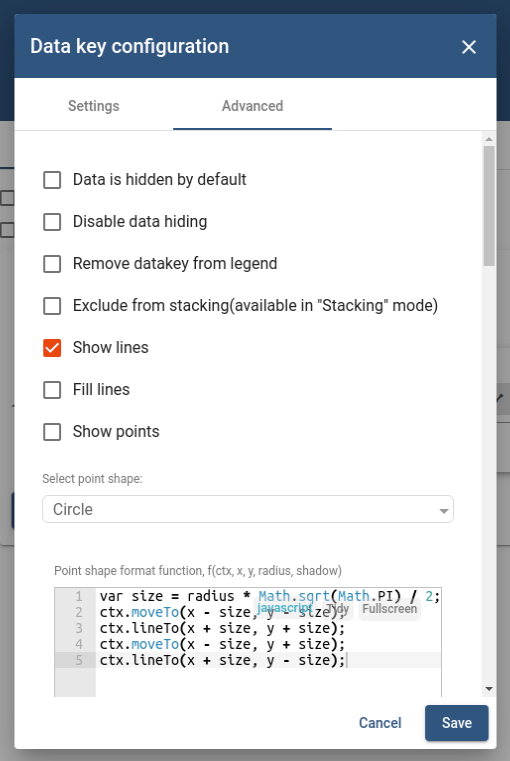 Data key configuration
Settings
Advanced
Data is hidden by default
Disable data hiding
Remove datakey from legend
Exclude from stacking(available in "Stacking" mode)
Show lines
Fill lines
Show points
Select point shape:
Circle
Point shape format function, f(ctx, x, y, radius, shadow)
1 var size = radius * Math.sqrt(Math.PI) / 2;
javascript Tidy Fullscreen
2 ctx.moveTo(x - size, y - size);
3 ctx.lineTo(x + size, y + size);
4 ctx.moveTo(x - size, y + size);
5 ctx.lineTo(x + size, y - size);
Cancel
Save